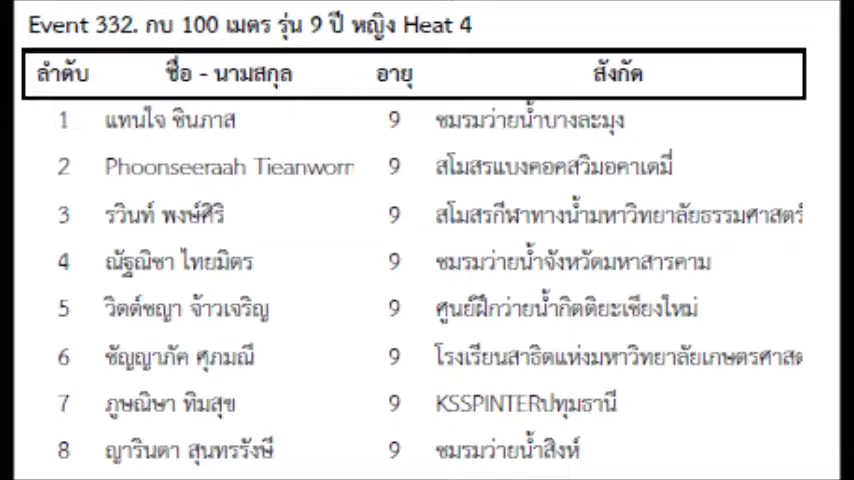 Event 332. กบ 100 เมตร รุ่น 9 ปี หญิง Heat 4
ลำดับ ชื่อ - นามสกุล อายุ สังกัด
1 แทนใจ ชินภาส 9 ชมรมว่ายน้ำบางละมุง
2 Phoonseeraah Tieanworn 9 สโมสรแบงคอคสวิมอคาเดมี่
3 รวินท์ พงษ์ศิริ 9 สโมสรกีฬาทางน้ำมหาวิทยาลัยธรรมศาสตร์
4 ณัฐณิชา ไทยมิตร 9 ชมรมว่ายน้ำจังหวัดมหาสารคาม
5 วิตต์ชญา จ้าวเจริญ 9 ศูนย์ฝึกว่ายน้ำกิตติยะเชียงใหม่
6 ชัญญาภัค ศุภมณี 9 โรงเรียนสาธิตแห่งมหาวิทยาลัยเกษตรศาสต
7 ภูษณิษา ทิมสุข 9 KSSPINTERปทุมธานี
8 ญารินดา สุนทรรังษี 9 ชมรมว่ายน้ำสิงห์